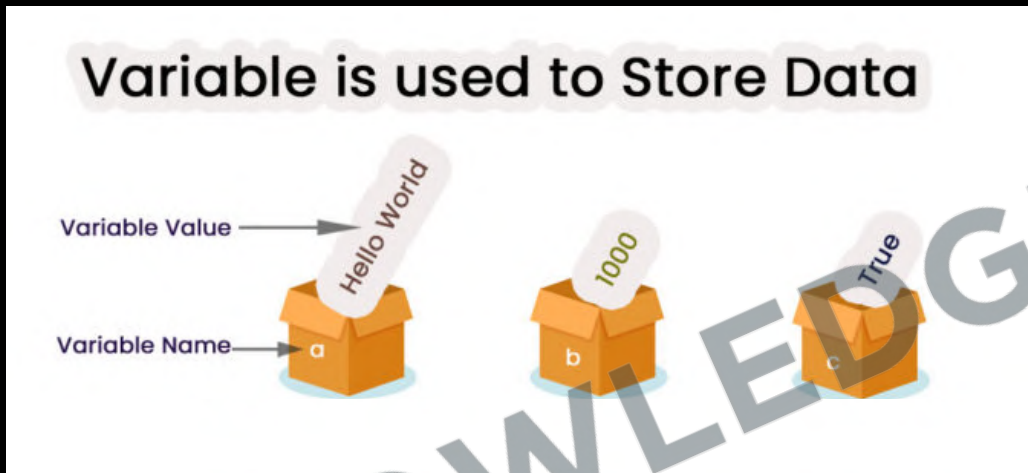 Variable is used to Store Data
Variable Value
Hello World
1000
True
Variable Name
a
b
c